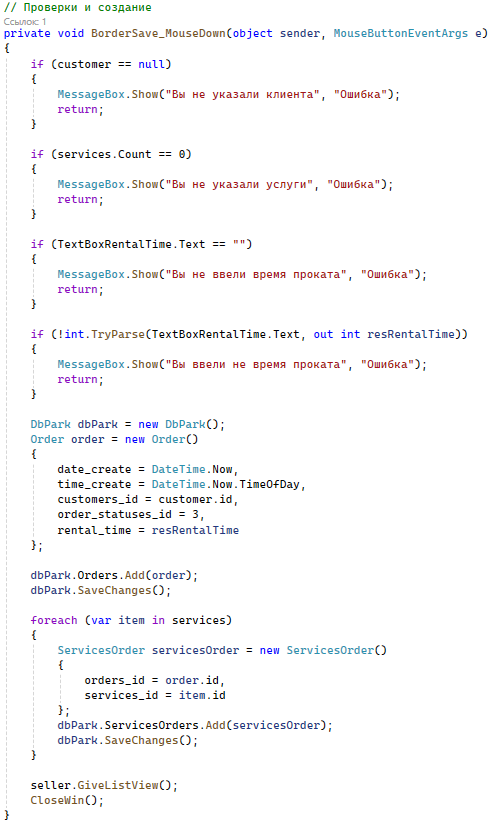 // Проверки и создание
Ссылок: 1
private void BorderSave_MouseDown(object sender, MouseButtonEventArgs e)
{
    if (customer == null)
    {
        MessageBox.Show("Вы не указали клиента", "Ошибка");
        return;
    }

    if (services.Count == 0)
    {
        MessageBox.Show("Вы не указали услуги", "Ошибка");
        return;
    }

    if (TextBoxRentalTime.Text == "")
    {
        MessageBox.Show("Вы не ввели время проката", "Ошибка");
        return;
    }

    if (!int.TryParse(TextBoxRentalTime.Text, out int resRentalTime))
    {
        MessageBox.Show("Вы ввели не время проката", "Ошибка");
        return;
    }

    DbPark dbPark = new DbPark();
    Order order = new Order()
    {
        date_create = DateTime.Now,
        time_create = DateTime.Now.TimeOfDay,
        customers_id = customer.id,
        order_statuses_id = 3,
        rental_time = resRentalTime
    };

    dbPark.Orders.Add(order);
    dbPark.SaveChanges();

    foreach (var item in services)
    {
        ServicesOrder servicesOrder = new ServicesOrder()
        {
            orders_id = order.id,
            services_id = item.id
        };
        dbPark.ServicesOrders.Add(servicesOrder);
        dbPark.SaveChanges();
    }

    seller.GiveListView();
    CloseWin();
}